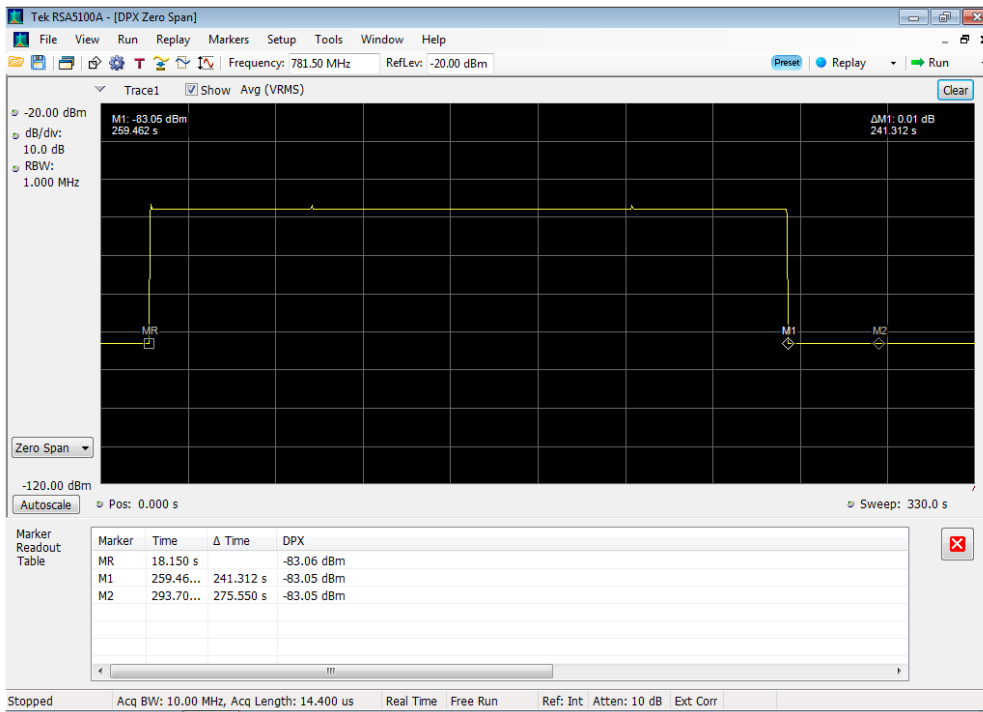 Tek RSA5100A - [DPX Zero Span]
File View Run Replay Markers Setup Tools Window Help
T Frequency: 781.50 MHz RefLev: -20.00 dBm Preset Replay Run
Trace1 Show Avg (VRMS) Clear
-20.00 dBm
dB/div:
10.0 dB
RBW:
1.000 MHz
M1: -83.05 dBm
259.462 s
ΔM1: 0.01 dB
241.312 s
MR M1 M2
Zero Span
-120.00 dBm
Autoscale Pos: 0.000 s Sweep: 330.0 s
Marker
Readout
Table
Marker Time Δ Time DPX
MR 18.150 s -83.06 dBm
M1 259.46... 241.312 s -83.05 dBm
M2 293.70... 275.550 s -83.05 dBm
Stopped Acq BW: 10.00 MHz, Acq Length: 14.400 us Real Time Free Run Ref: Int Atten: 10 dB Ext Corr